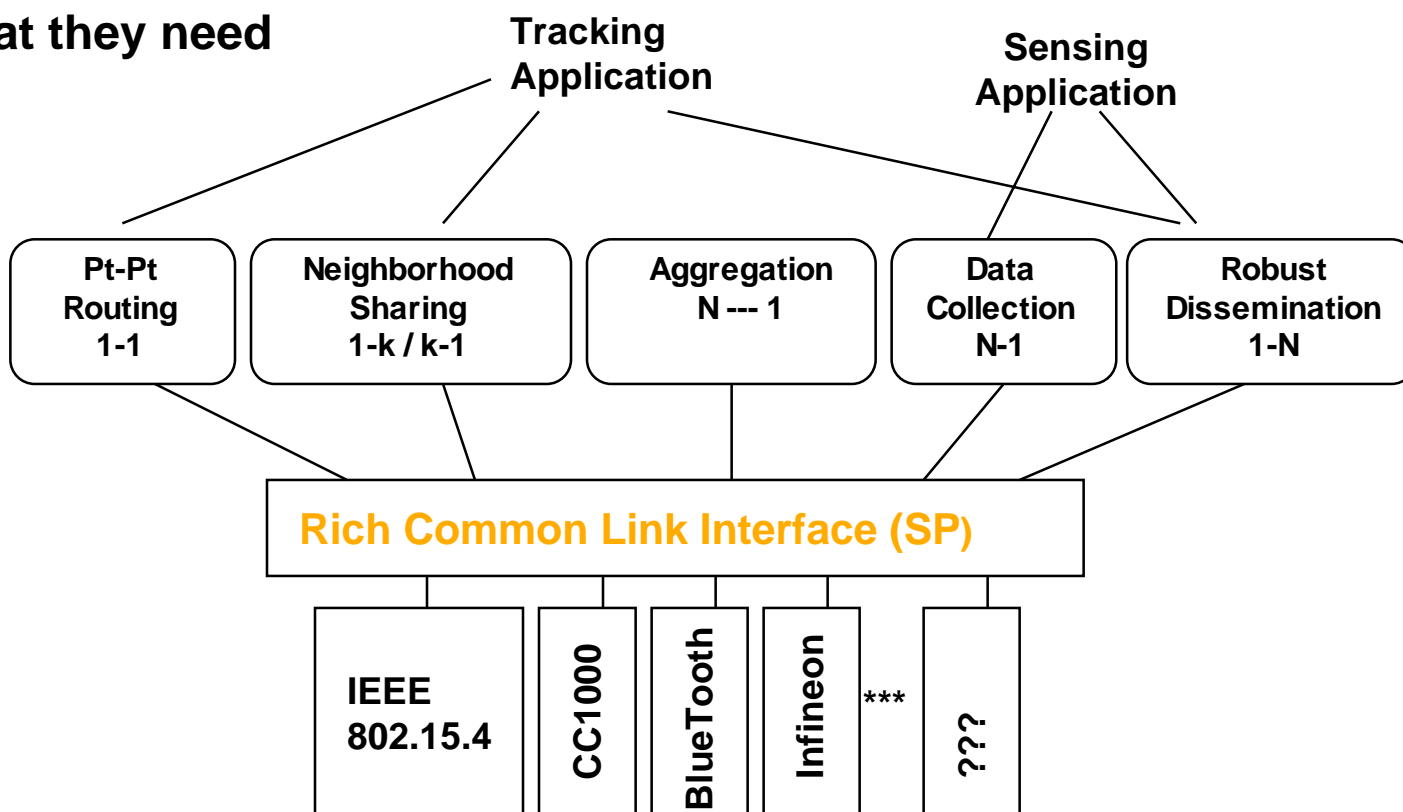 at they need
Tracking
Application
Sensing
Application
Pt-Pt
Routing
1-1
Neighborhood
Sharing
1-k / k-1
Aggregation
N --- 1
Data
Collection
N-1
Robust
Dissemination
1-N
Rich Common Link Interface (SP)
IEEE
802.15.4
CC1000
BlueTooth
Infineon
***
???